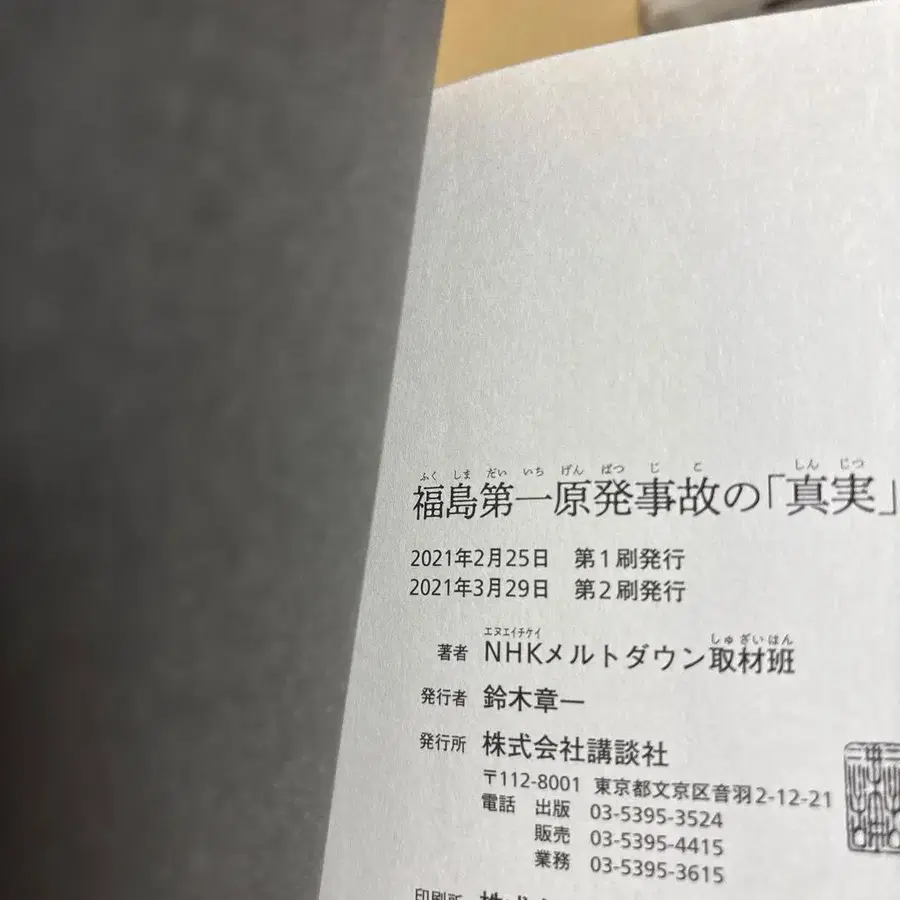 ふく しま だい いち げん ぱつ じ こ しん じつ
福島第一原発事故の「真実」
2021年2月25日 第1刷発行
2021年3月29日 第2刷発行
エヌエイチケイ しゅざいはん
著者 NHKメルトダウン取材班
発行者 鈴木章一
発行所 株式会社講談社
〒112-8001 東京都文京区音羽2-12-21
電話 出版 03-5395-3524
販売 03-5395-4415
業務 03-5395-3615
印刷所